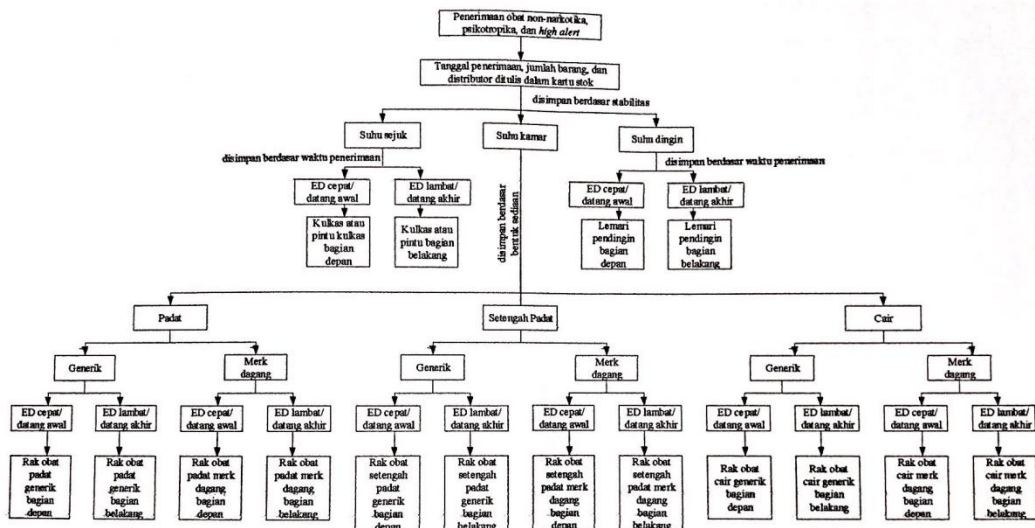 Penerimaan obat non-narkotika,
psikotropika, dan high alert
Tanggal penerimaan, jumlah barang, dan
distributor ditulis dalam kartu stok
disimpan berdasar stabilitas
Suhu sejuk
Suhu kamar
Suhu dingin
disimpan berdasar waktu penerimaan
disimpan berdasar waktu penerimaan
ED cepat/
datang awal
ED lambat/
datang akhir
ED cepat/
datang awal
ED lambat/
datang akhir
Kulkas atau
pintu kulkas
bagian
depan
Kulkas atau
pintu bagian
belakang
disimpan berdasar
bentuk sediaan
Lemari
pendingin
bagian
depan
Lemari
pendingin
bagian
belakang
Padat
Setengah Padat
Cair
Generik
Merk
dagang
Generik
Merk
dagang
Generik
Merk
dagang
ED cepat/
datang awal
ED lambat/
datang akhir
ED cepat/
datang awal
ED lambat/
datang akhir
ED cepat/
datang awal
ED lambat/
datang akhir
ED cepat/
datang awal
ED lambat/
datang akhir
ED cepat/
datang awal
ED lambat/
datang akhir
ED cepat/
datang awal
ED lambat/
datang akhir
Rak obat
padat
generik
bagian
depan
Rak obat
padat
generik
bagian
belakang
Rak obat
padat merk
dagang
bagian
depan
Rak obat
padat merk
dagang
bagian
belakang
Rak obat
setengah
padat
generik
bagian
depan
Rak obat
setengah
padat
generik
bagian
belakang
Rak obat
setengah
padat merk
dagang
bagian
depan
Rak obat
setengah
padat merk
dagang
bagian
belakang
Rak obat
cair generik
bagian
depan
Rak obat
cair generik
bagian
belakang
Rak obat
cair merk
dagang
bagian
depan
Rak obat
cair merk
dagang
bagian
belakang